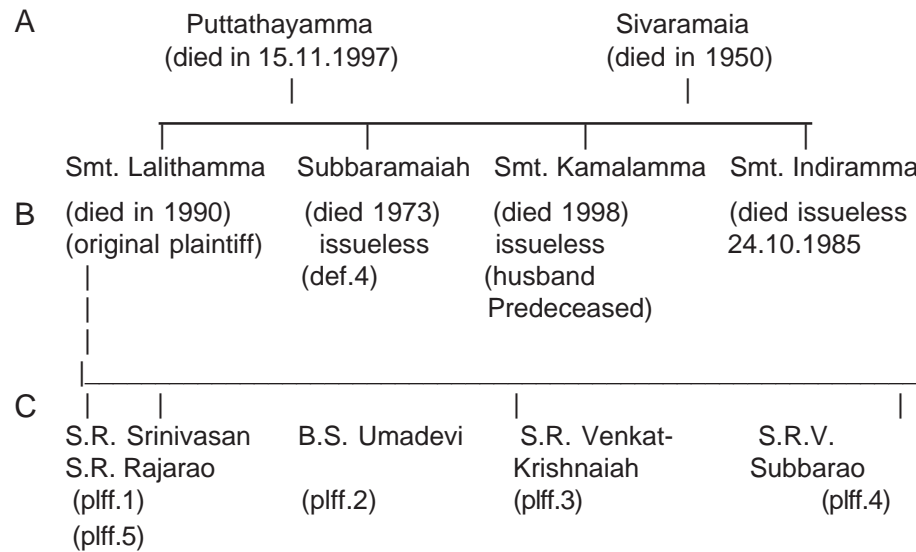 A Puttathayamma Sivaramaia
(died in 15.11.1997) (died in 1950)
Smt. Lalithamma Subbaramaiah Smt. Kamalamma Smt. Indiramma
B (died in 1990) (died 1973) (died 1998) (died issueless
(original plaintiff) issueless issueless 24.10.1985
(def.4) (husband
Predeceased)
C
S.R. Srinivasan B.S. Umadevi S.R. Venkat- S.R.V.
S.R. Rajarao Krishnaiah Subbarao
(plff.1) (plff.2) (plff.3) (plff.4)
(plff.5)